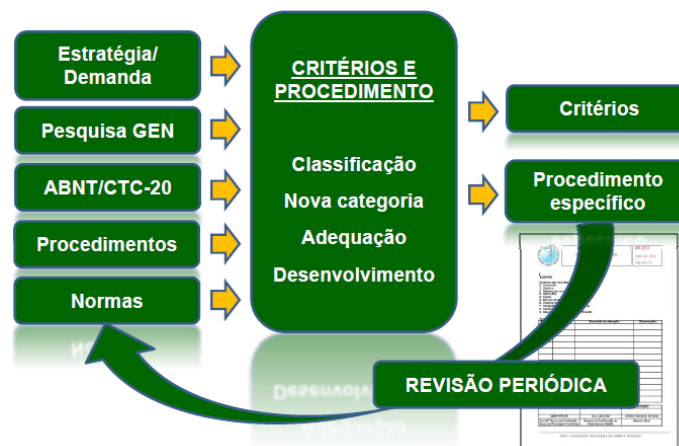 Estratégia/
Demanda
Pesquisa GEN
ABNT/CTC-20
Procedimentos
Normas
CRITÉRIOS E
PROCEDIMENTO
Classificação
Nova categoria
Adequação
Desenvolvimento
Critérios
Procedimento
específico
REVISÃO PERIÓDICA